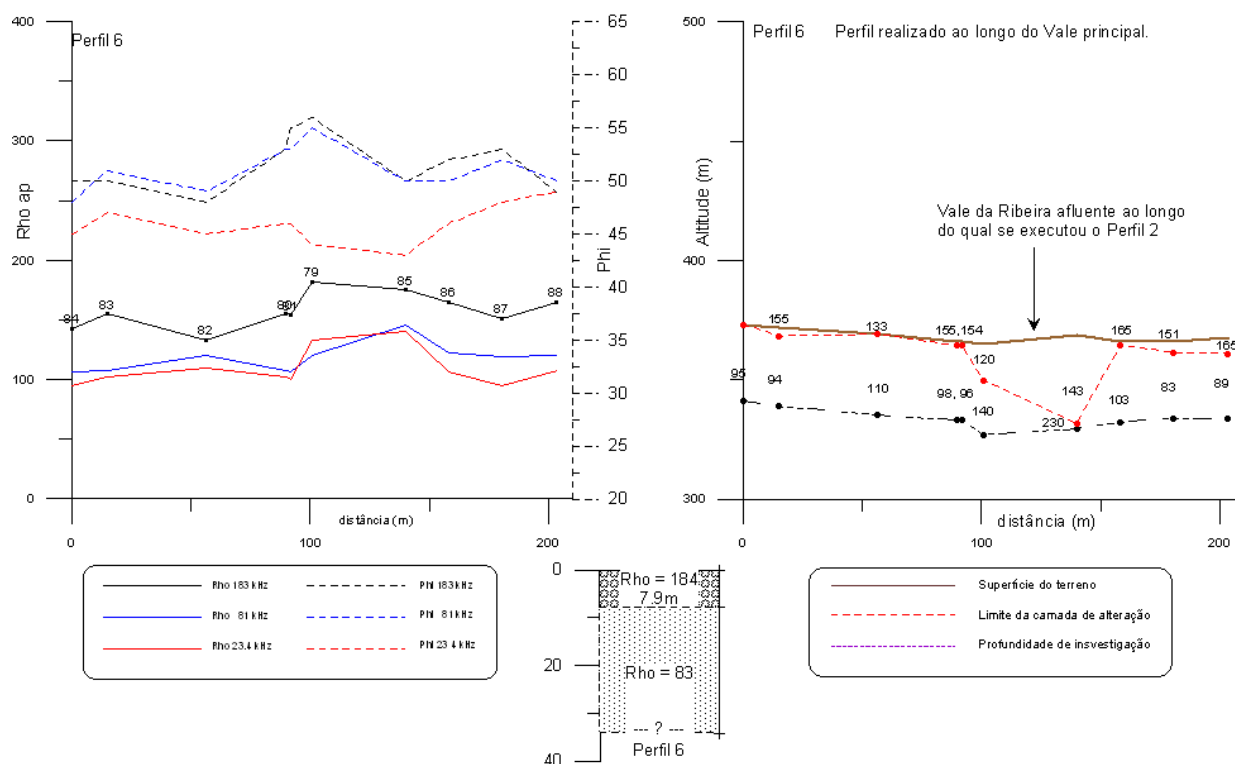 400
300
200
100
0
Rho ap
Perfil 6
65
60
55
50
45
40
35
30
25
20
Phi
84
83
82
80
81
79
85
86
87
88
distância (m)
0
100
200
Rho 183 kHz
Rho 81 kHz
Rho 23.4 kHz
Phi 183 kHz
Phi 81 kHz
Phi 23 4 kHz
500
400
300
Altitude (m)
Perfil 6 Perfil realizado ao longo do Vale principal.
Vale da Ribeira afluente ao longo
do qual se executou o Perfil 2
155
133
155,154
120
143
165
151
165
95
94
110
98, 96
140
230
103
83
89
distância (m)
0
100
200
Superfície do terreno
Limite da camada de alteração
Profundidade de insvestigação
0
20
40
Rho = 184
7.9m
Rho = 83
--- ? ---
Perfil 6